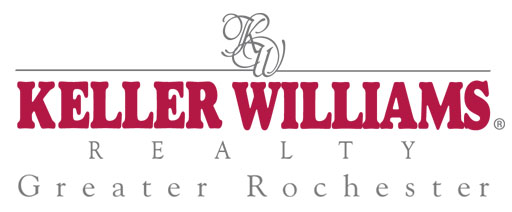 KW
KELLER WILLIAMS®
REALTY
Greater Rochester